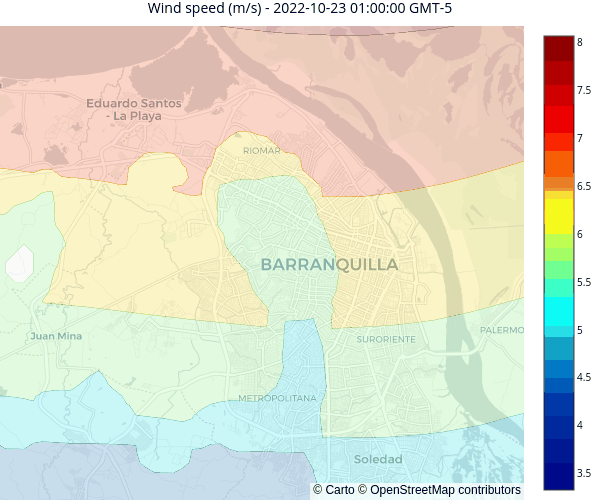 Wind speed (m/s) - 2022-10-23 01:00:00 GMT-5
8
7.5
7
6.5
6
5.5
5
4.5
4
3.5
Eduardo Santos
- La Playa
RIOMAR
BARRANQUILLA
Juan Mina
SURORIENTE
PALERMO
METROPOLITANA
Soledad
© Carto © OpenStreetMap contributors